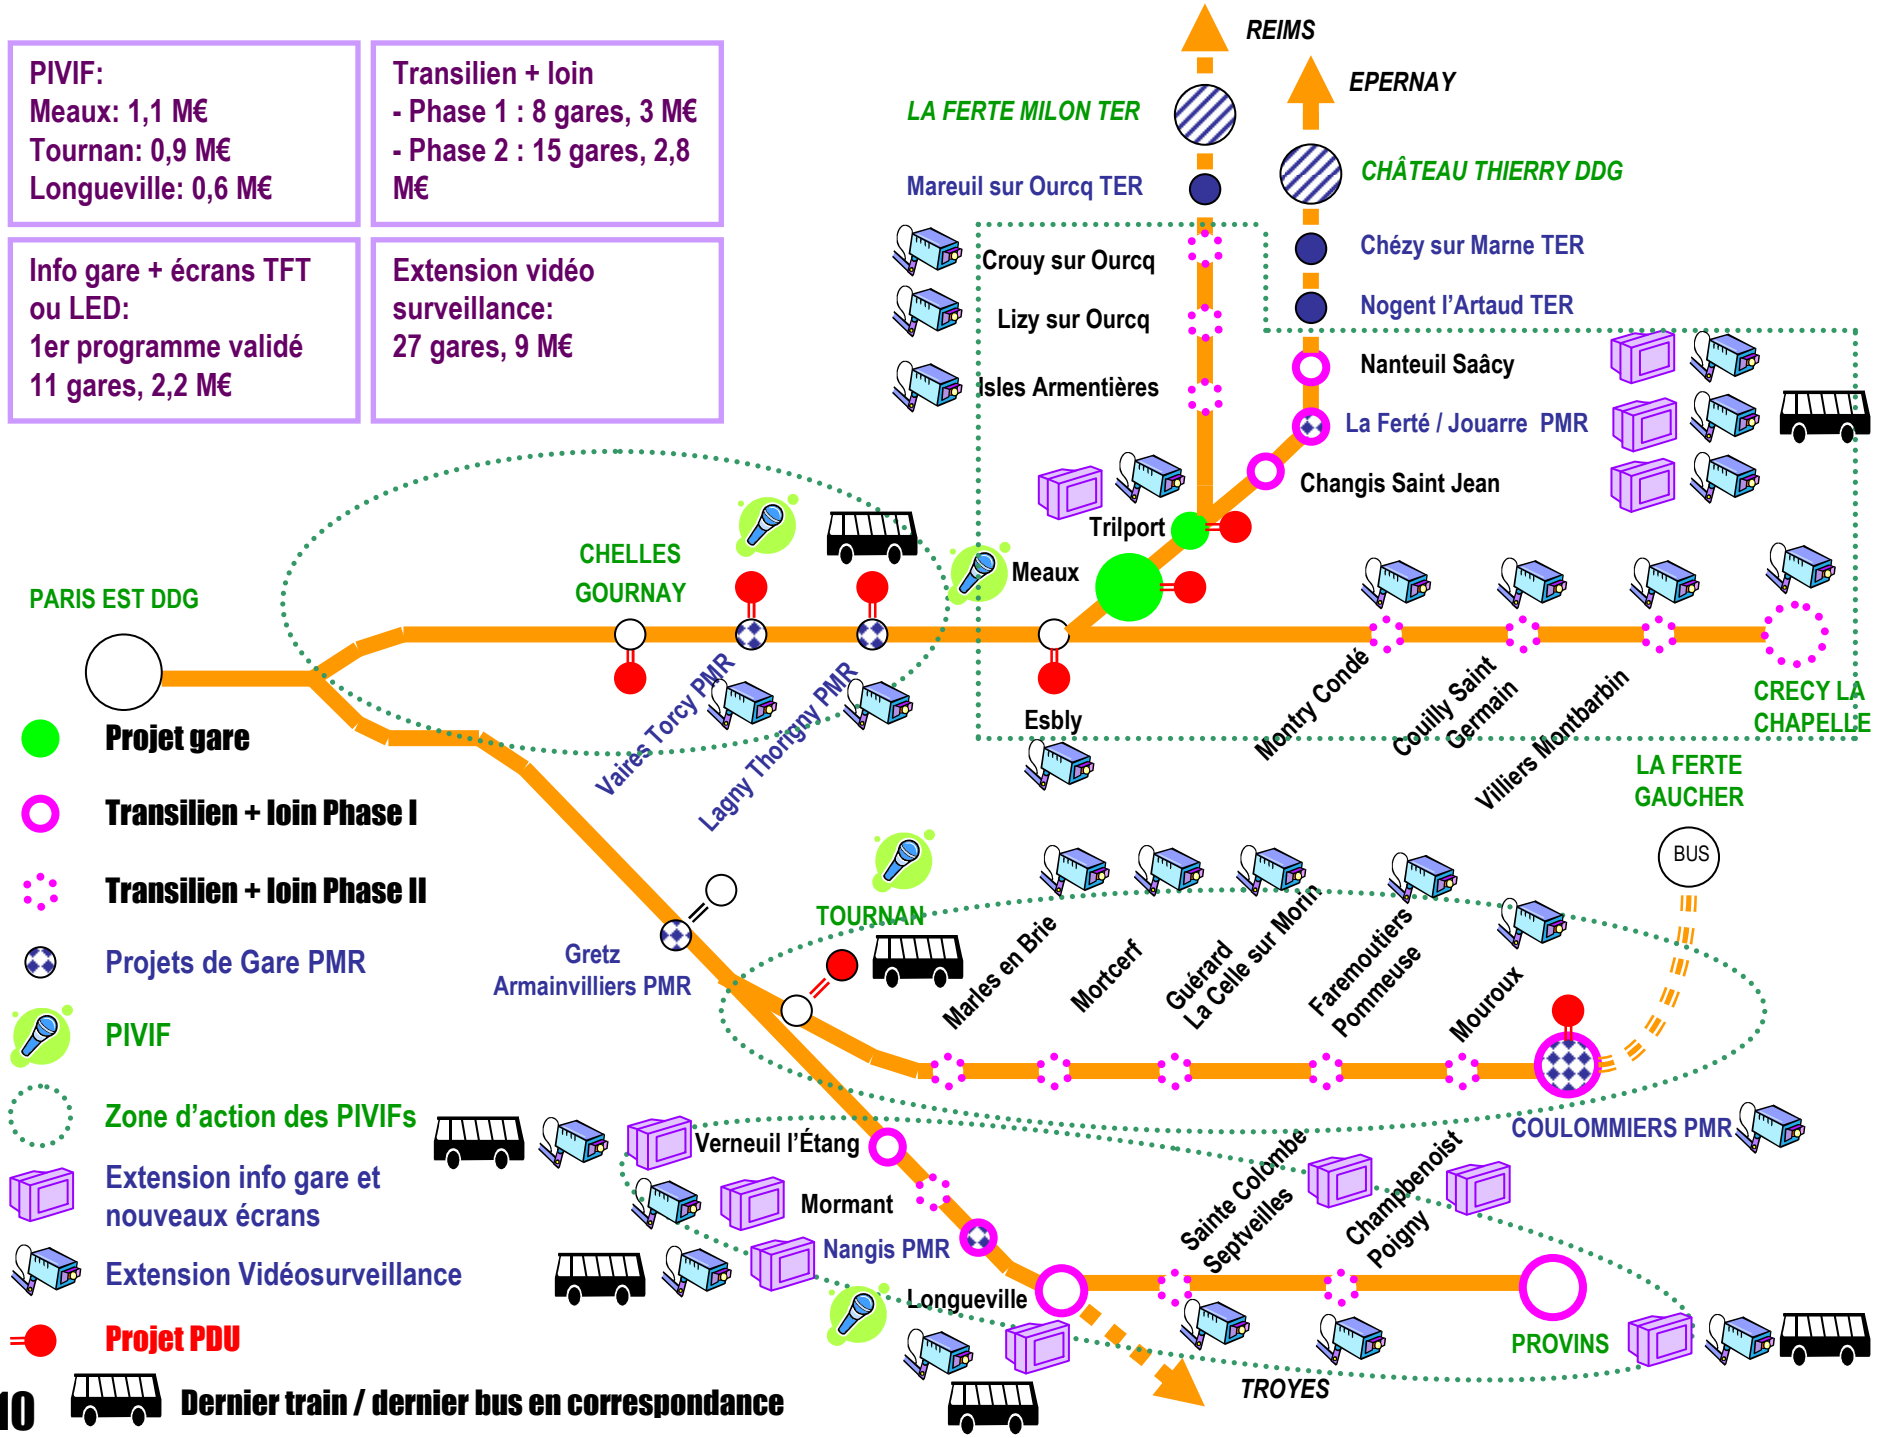 PIVIF:
Meaux: 1,1 M€
Tournan: 0,9 M€
Longueville: 0,6 M€
Transilien + loin
- Phase 1 : 8 gares, 3 M€
- Phase 2 : 15 gares, 2,8
M€
Info gare + écrans TFT
ou LED:
1er programme validé
11 gares, 2,2 M€
Extension vidéo
surveillance:
27 gares, 9 M€
REIMS
EPERNAY
LA FERTE MILON TER
CHÂTEAU THIERRY DDG
Mareuil sur Ourcq TER
Chézy sur Marne TER
Crouy sur Ourcq
Nogent l'Artaud TER
Lizy sur Ourcq
Nanteuil Saâcy
Isles Armentières
La Ferté / Jouarre PMR
Changis Saint Jean
Trilport
Meaux
CHELLES
GOURNAY
PARIS EST DDG
Vaires Torcy PMR
Lagny Thorigny PMR
Esbly
Montry Condé
Couilly Saint
Germain
Villiers Montbarbin
CRECY LA
CHAPELLE
LA FERTE
GAUCHER
BUS
Projet gare
Transilien + loin Phase I
Transilien + loin Phase II
Projets de Gare PMR
PIVIF
Zone d'action des PIVIFs
Extension info gare et
nouveaux écrans
Extension Vidéosurveillance
Projet PDU
Dernier train / dernier bus en correspondance
10
Gretz
Armainvilliers PMR
TOURNAN
Marles en Brie
Mortcerf
Guérard
La Celle sur Morin
Faremoutiers
Pommeuse
Mouroux
COULOMMIERS PMR
Verneuil l'Étang
Mormant
Nangis PMR
Longueville
Sainte Colombe
Septveilles
Champbenoist
Poigny
PROVINS
TROYES